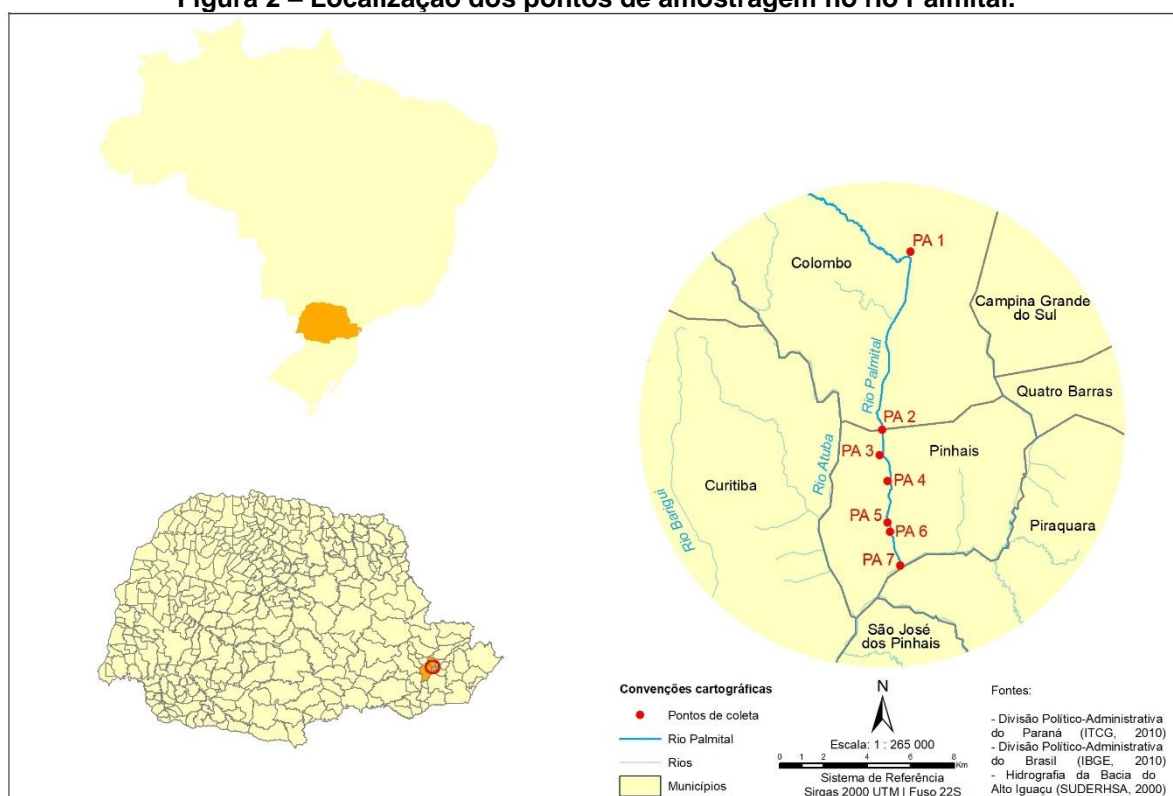 Figura 2 – Localização dos pontos de amostragem no rio Palmital.
PA 1
Colombo
Campina Grande
do Sul
Rio Palmital
Quatro Barras
PA 2
PA 3
Pinhais
Rio Atuba
PA 4
Curitiba
Rio Barigui
PA 5
PA 6
Piraquara
PA 7
São José
dos Pinhais
Convenções cartográficas
Pontos de coleta
Rio Palmital
Rios
Municípios
N
Escala: 1 : 265 000
0 1 2 4 6 8
Km
Sistema de Referência
Sirgas 2000 UTM | Fuso 22S
Fontes:
- Divisão Político-Administrativa
do Paraná (ITCG, 2010)
- Divisão Político-Administrativa
do Brasil (IBGE, 2010)
- Hidrografia da Bacia do
Alto Iguaçu (SUDERHSA, 2000)